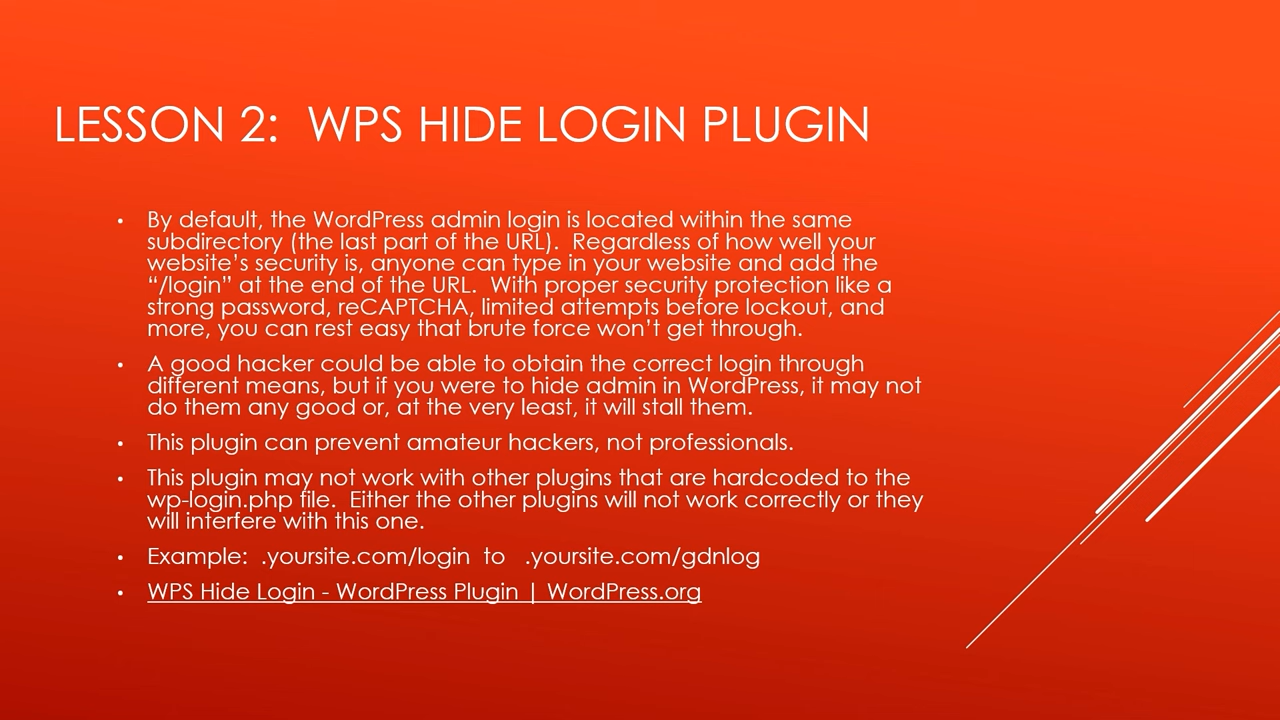 LESSON 2:  WPS HIDE LOGIN PLUGIN
• By default, the WordPress admin login is located within the same
subdirectory (the last part of the URL).  Regardless of how well your
website’s security is, anyone can type in your website and add the
“/login” at the end of the URL.  With proper security protection like a
strong password, reCAPTCHA, limited attempts before lockout, and
more, you can rest easy that brute force won’t get through.
• A good hacker could be able to obtain the correct login through
different means, but if you were to hide admin in WordPress, it may not
do them any good or, at the very least, it will stall them.
• This plugin can prevent amateur hackers, not professionals.
• This plugin may not work with other plugins that are hardcoded to the
wp-login.php file.  Either the other plugins will not work correctly or they
will interfere with this one.
• Example:  .yoursite.com/login  to   .yoursite.com/gdnlog
• WPS Hide Login - WordPress Plugin | WordPress.org